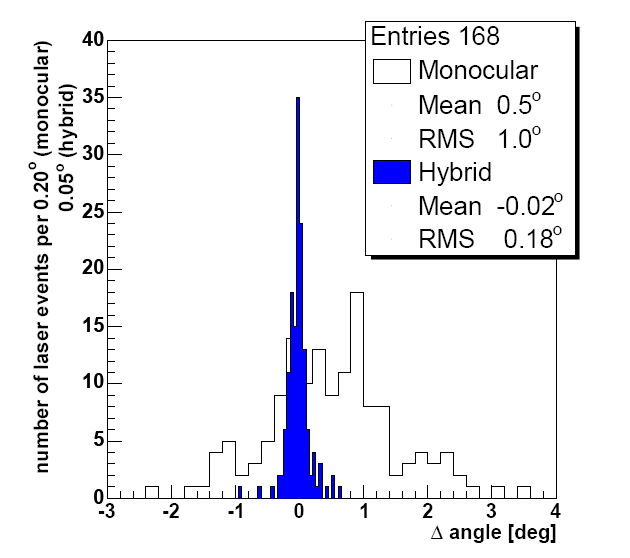 number of laser events per 0.20° (monocular)
0.05° (hybrid)
40
35
30
25
20
15
10
5
0
Entries 168
Monocular
Mean 0.5°
RMS 1.0°
Hybrid
Mean -0.02°
RMS 0.18°
-3 -2 -1 0 1 2 3 4
Δ angle [deg]